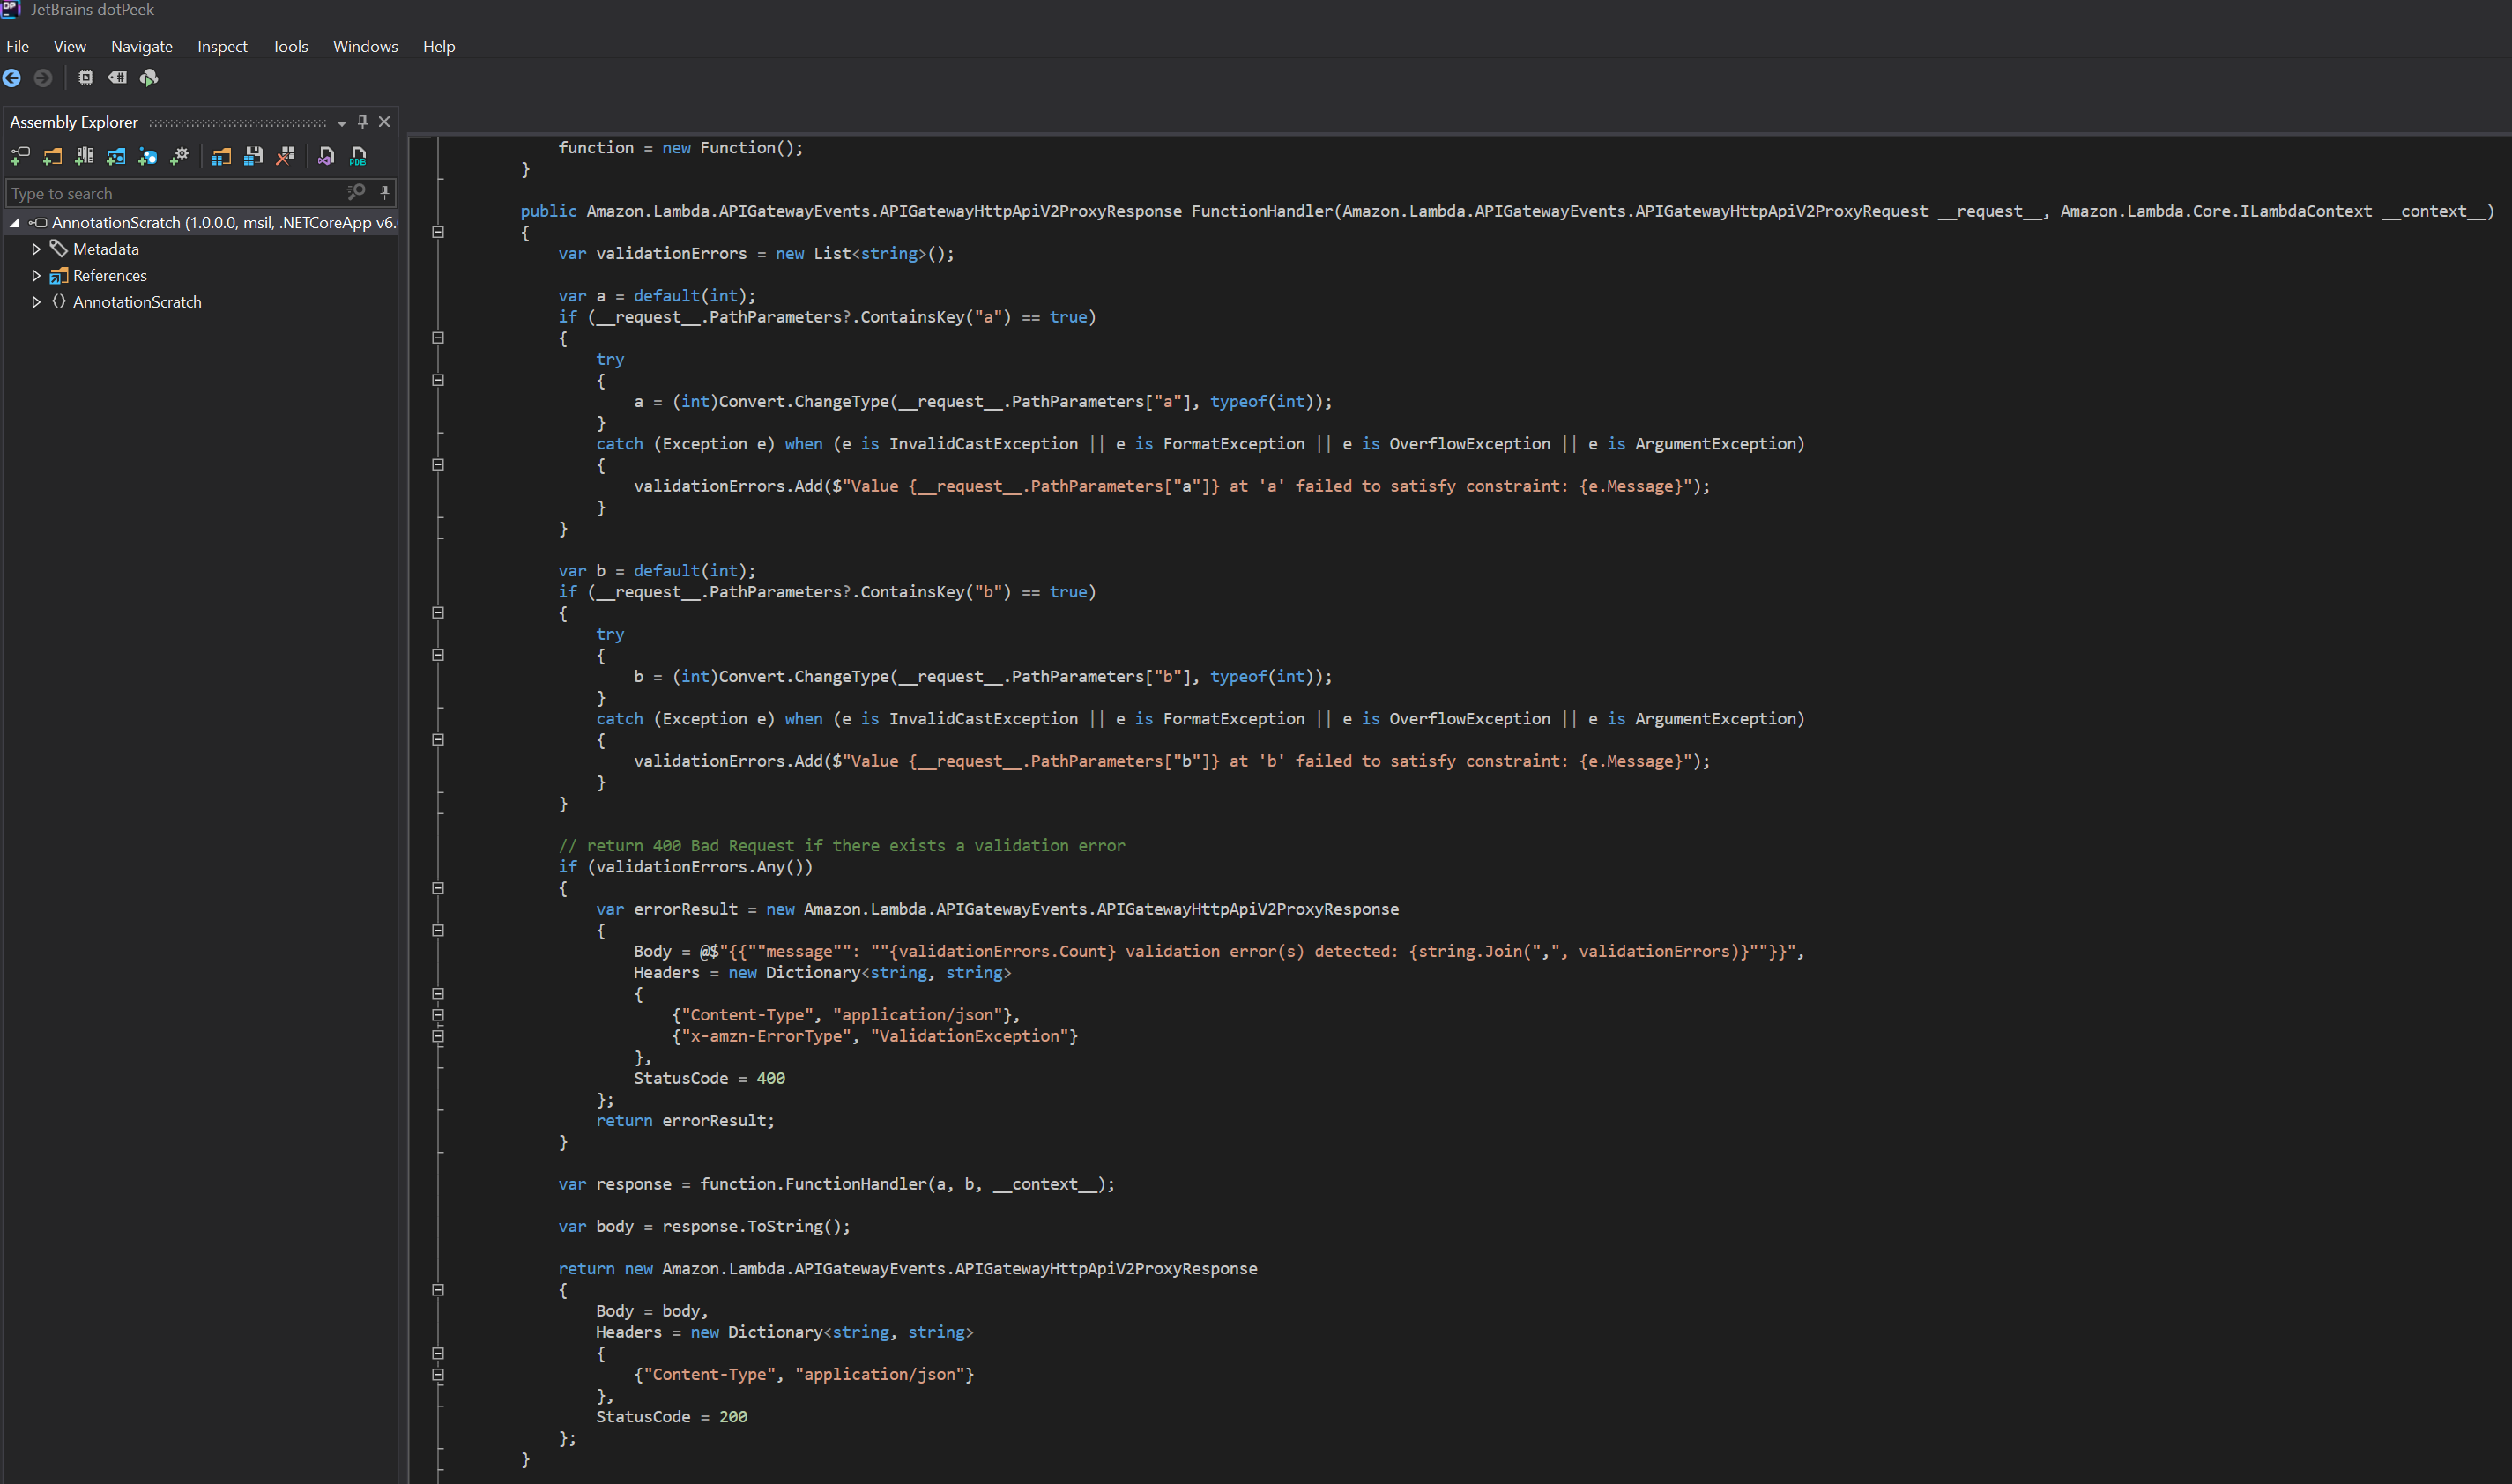 DP JetBrains dotPeek
File View Navigate Inspect Tools Windows Help
Assembly Explorer
PDB
Type to search
AnnotationScratch (1.0.0.0, msil, .NETCoreApp v6.
Metadata
References
AnnotationScratch
function = new Function();
}
public Amazon.Lambda.APIGatewayEvents.APIGatewayHttpApiV2ProxyResponse FunctionHandler(Amazon.Lambda.APIGatewayEvents.APIGatewayHttpApiV2ProxyRequest __request__, Amazon.Lambda.Core.ILambdaContext __context__)
{
var validationErrors = new List<string>();
var a = default(int);
if (__request__.PathParameters?.ContainsKey("a") == true)
{
try
{
a = (int)Convert.ChangeType(__request__.PathParameters["a"], typeof(int));
}
catch (Exception e) when (e is InvalidCastException || e is FormatException || e is OverflowException || e is ArgumentException)
{
validationErrors.Add($"Value {__request__.PathParameters["a"]} at 'a' failed to satisfy constraint: {e.Message}");
}
}
var b = default(int);
if (__request__.PathParameters?.ContainsKey("b") == true)
{
try
{
b = (int)Convert.ChangeType(__request__.PathParameters["b"], typeof(int));
}
catch (Exception e) when (e is InvalidCastException || e is FormatException || e is OverflowException || e is ArgumentException)
{
validationErrors.Add($"Value {__request__.PathParameters["b"]} at 'b' failed to satisfy constraint: {e.Message}");
}
}
// return 400 Bad Request if there exists a validation error
if (validationErrors.Any())
{
var errorResult = new Amazon.Lambda.APIGatewayEvents.APIGatewayHttpApiV2ProxyResponse
{
Body = @$"{{""message"": ""{validationErrors.Count} validation error(s) detected: {string.Join(",", validationErrors)}""}}",
Headers = new Dictionary<string, string>
{
{"Content-Type", "application/json"},
{"x-amzn-ErrorType", "ValidationException"}
},
StatusCode = 400
};
return errorResult;
}
var response = function.FunctionHandler(a, b, __context__);
var body = response.ToString();
return new Amazon.Lambda.APIGatewayEvents.APIGatewayHttpApiV2ProxyResponse
{
Body = body,
Headers = new Dictionary<string, string>
{
{"Content-Type", "application/json"}
},
StatusCode = 200
};
}